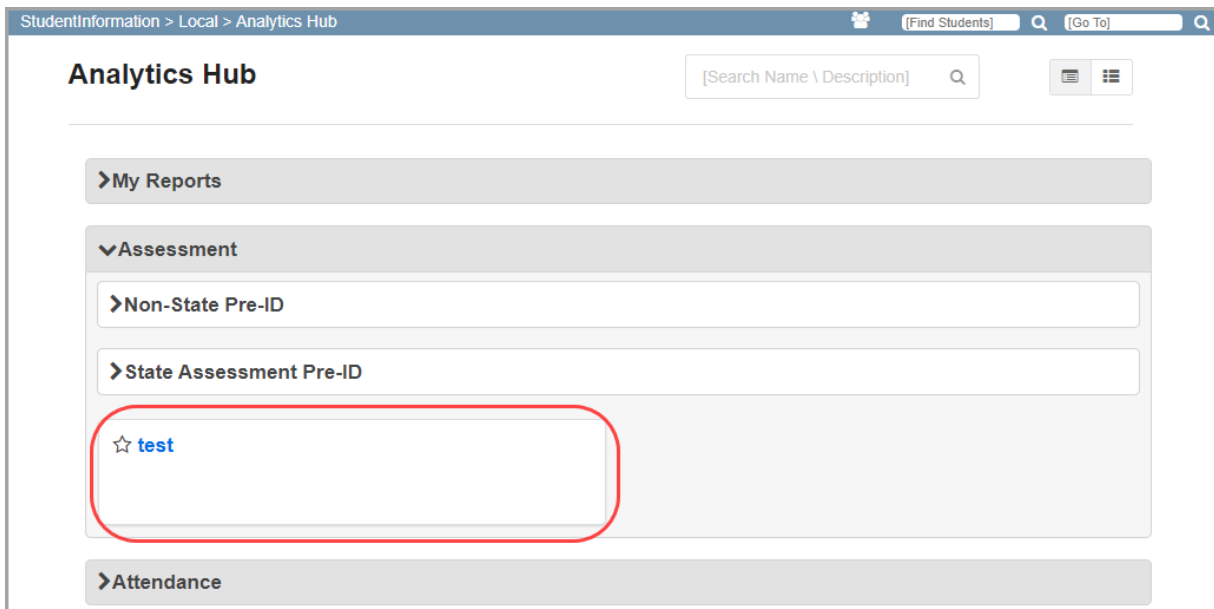 StudentInformation > Local > Analytics Hub [Find Students] [Go To]
Analytics Hub [Search Name \ Description]
My Reports
Assessment
Non-State Pre-ID
State Assessment Pre-ID
test
Attendance